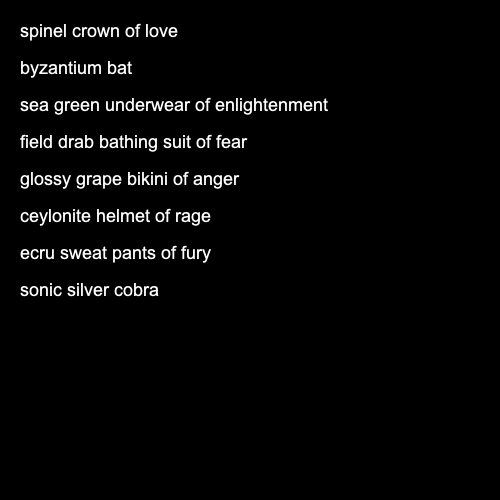 spinel crown of love
byzantium bat
sea green underwear of enlightenment
field drab bathing suit of fear
glossy grape bikini of anger
ceylonite helmet of rage
ecru sweat pants of fury
sonic silver cobra